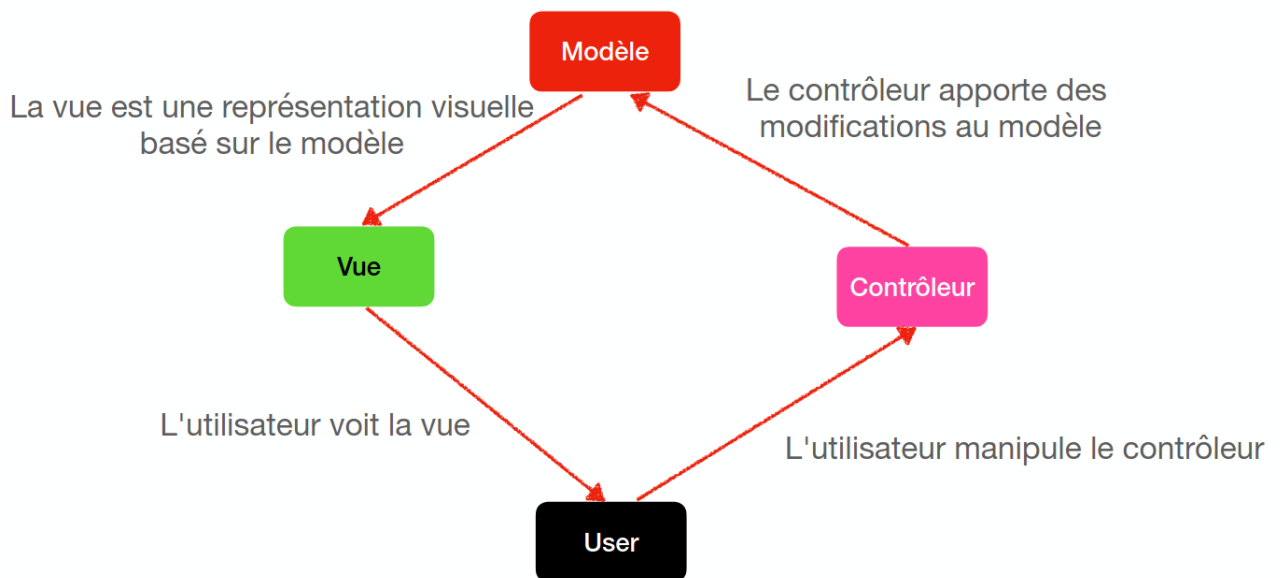 Modèle
La vue est une représentation visuelle
basé sur le modèle
Le contrôleur apporte des
modifications au modèle
Vue
Contrôleur
L'utilisateur voit la vue
L'utilisateur manipule le contrôleur
User